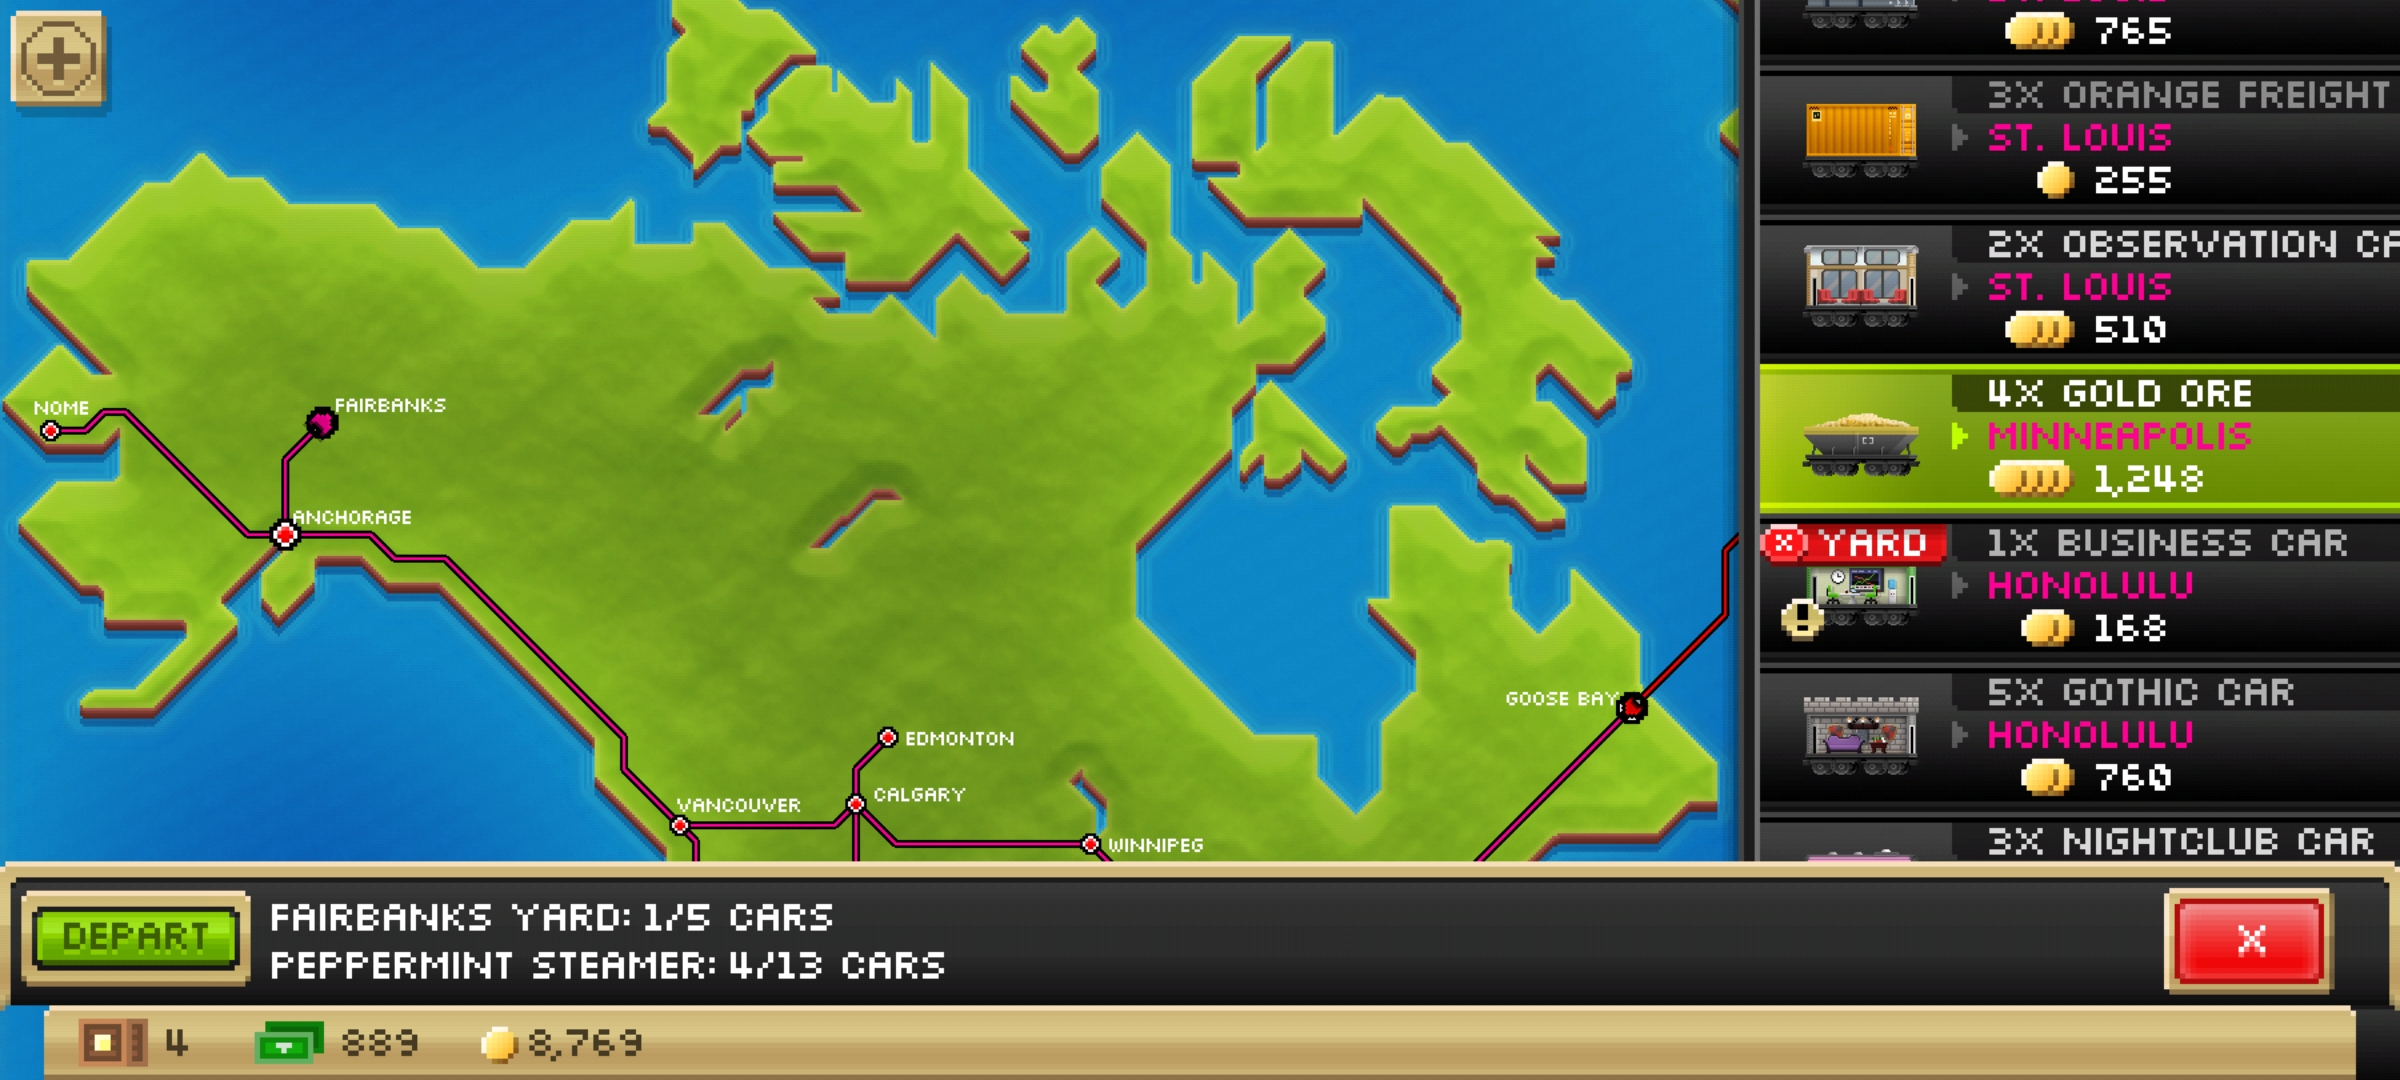 765
3X ORANGE FREIGHT
ST. LOUIS
255
2X OBSERVATION
ST. LOUIS
510
4X GOLD ORE
MINNEAPOLIS
1,248
YARD
1X BUSINESS CAR
HONOLULU
168
5X GOTHIC CAR
HONOLULU
760
3X NIGHTCLUB CAR
NOME
FAIRBANKS
ANCHORAGE
GOOSE BAY
EDMONTON
CALGARY
VANCOUVER
WINNIPEG
DEPART
FAIRBANKS YARD: 1/5 CARS
PEPPERMINT STEAMER: 4/13 CARS
X
4
889
8,769